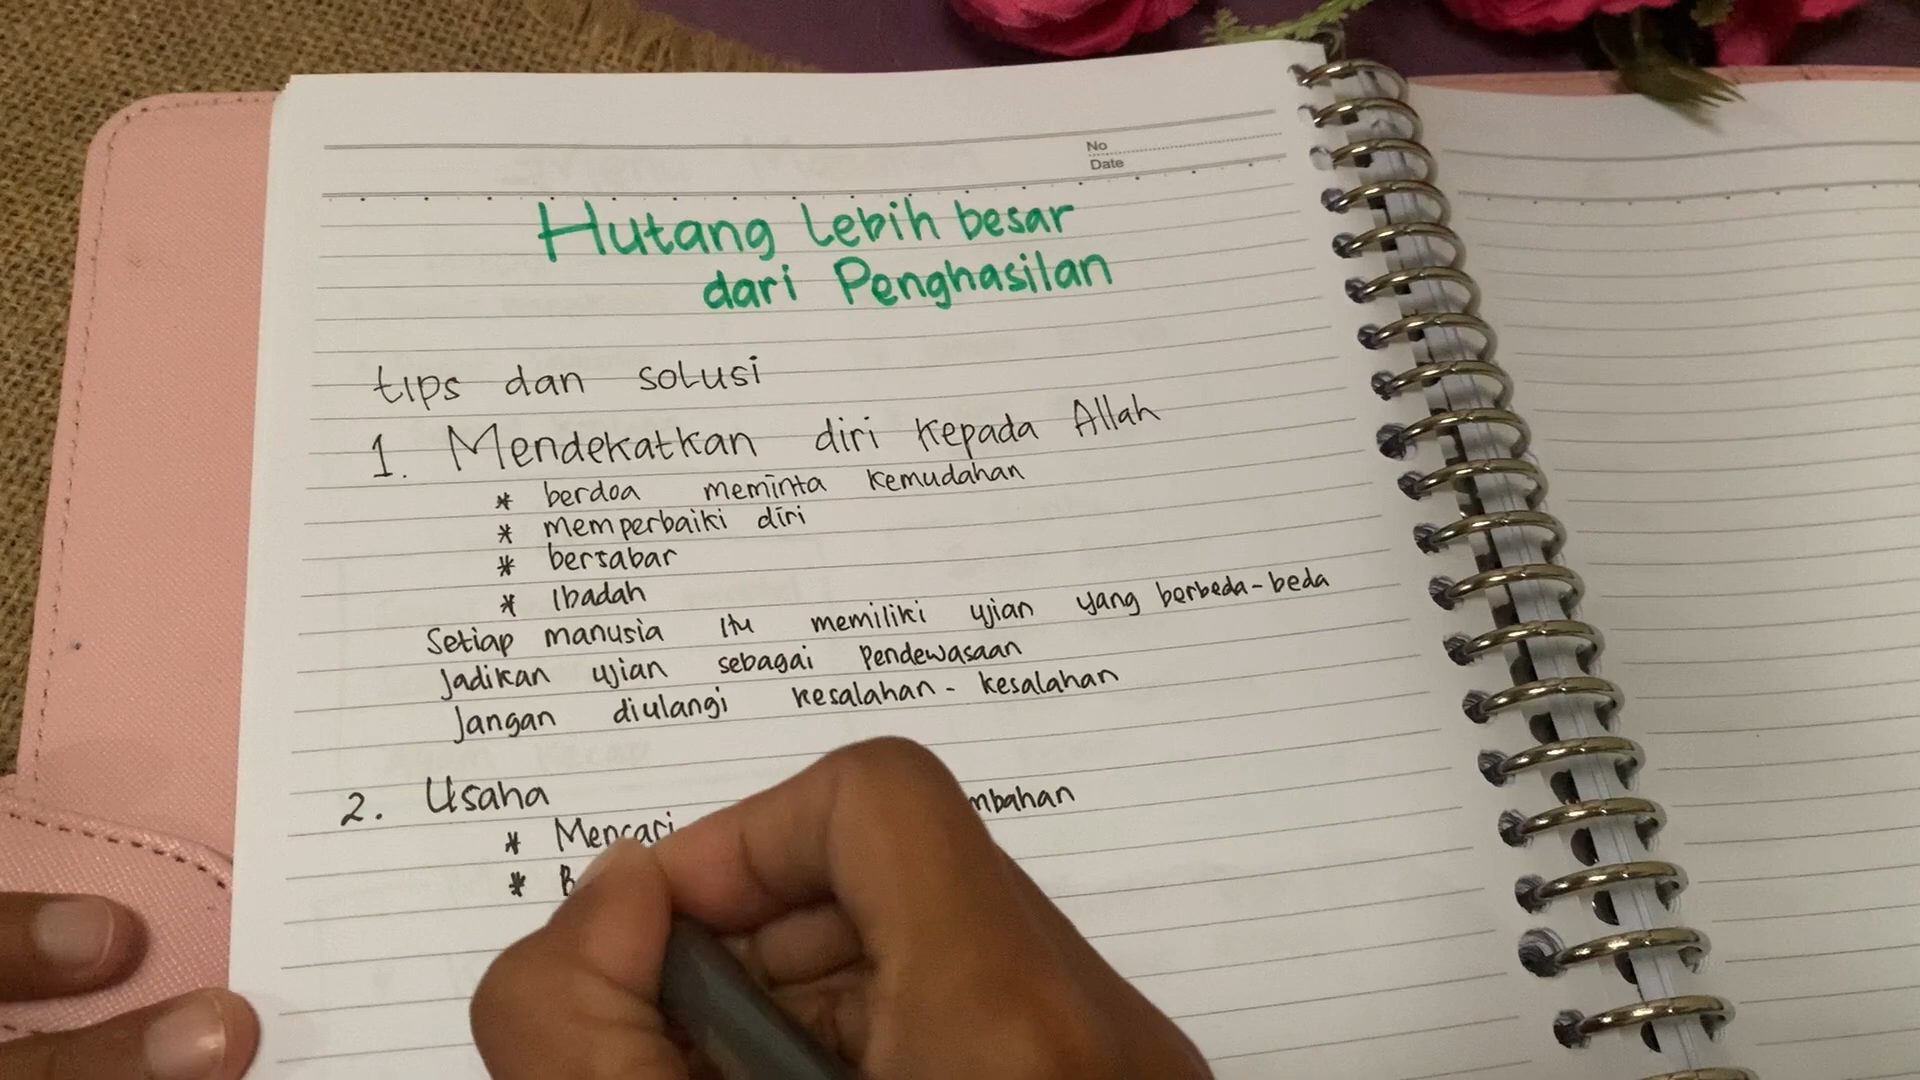 No
Date
Hutang Lebih besar
dari Penghasilan
tips dan solusi
1. Mendekatkan diri kepada Allah
* berdoa meminta kemudahan
* memperbaiki diri
* bersabar
* Ibadah
Setiap manusia itu memiliki ujian yang berbeda-beda
Jadikan ujian sebagai pendewasaan
Jangan diulangi kesalahan - kesalahan
2. Usaha
* Mencari
*